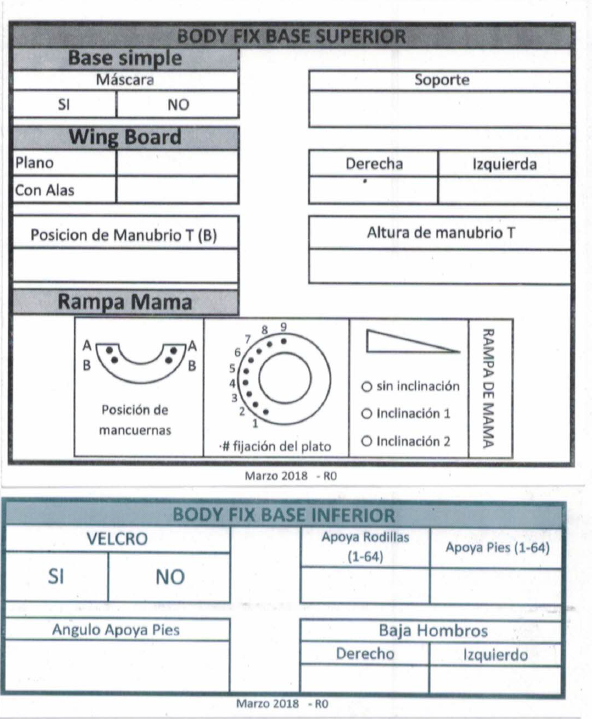 BODY FIX BASE SUPERIOR
Base simple
Máscara
SI NO
Soporte
Wing Board
Plano
Con Alas
Derecha Izquierda
Posicion de Manubrio T (B)
Altura de manubrio T
Rampa Mama
A A
B B
Posición de
mancuernas
9
8
7
6
5
4
3
2
1
·# fijación del plato
sin inclinación
Inclinación 1
Inclinación 2
RAMPA DE MAMA
Marzo 2018 - R0
BODY FIX BASE INFERIOR
VELCRO
SI NO
Apoya Rodillas
(1-64)
Apoya Pies (1-64)
Angulo Apoya Pies
Baja Hombros
Derecho Izquierdo
Marzo 2018 - R0